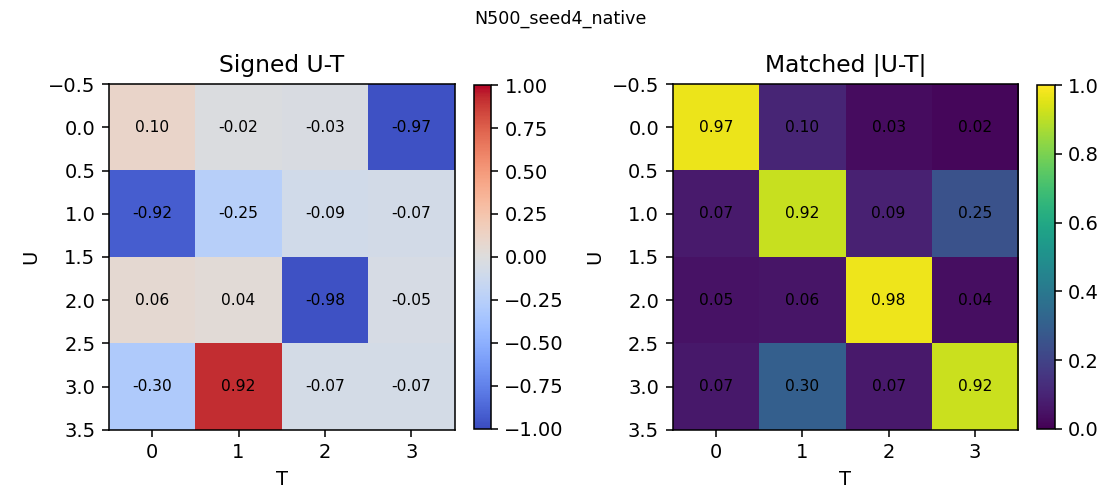 N500_seed4_native
Signed U-T
Matched |U-T|
−0.5
0.0
0.5
1.0
1.5
2.0
2.5
3.0
3.5
U
0.10 -0.02 -0.03 -0.97
-0.92 -0.25 -0.09 -0.07
0.06 0.04 -0.98 -0.05
-0.30 0.92 -0.07 -0.07
0 1 2 3
T
1.00
0.75
0.50
0.25
0.00
−0.25
−0.50
−0.75
−1.00
−0.5
0.0
0.5
1.0
1.5
2.0
2.5
3.0
3.5
U
0.97 0.10 0.03 0.02
0.07 0.92 0.09 0.25
0.05 0.06 0.98 0.04
0.07 0.30 0.07 0.92
0 1 2 3
T
1.0
0.8
0.6
0.4
0.2
0.0